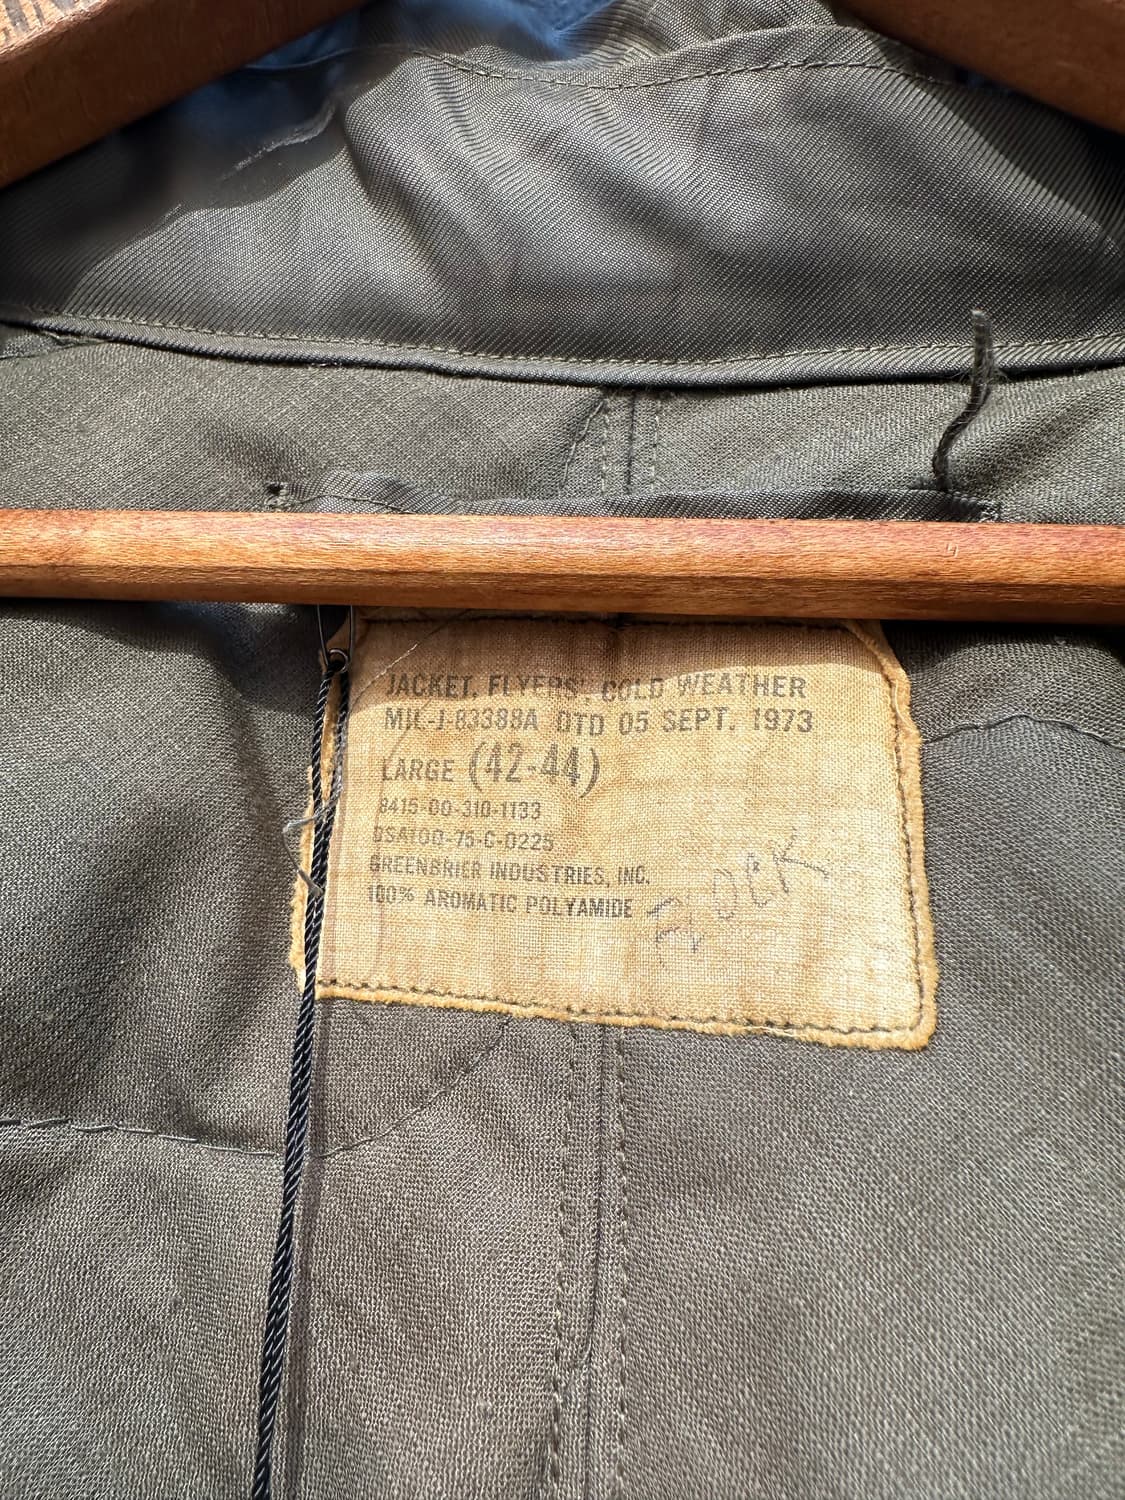 JACKET, FLYERS', COLD WEATHER
MIL-J-83388A DTD 05 SEPT. 1973
LARGE (42-44)
8415-00-310-1133
DSA100-75-C-0225
GREENBRIER INDUSTRIES, INC.
100% AROMATIC POLYAMIDE